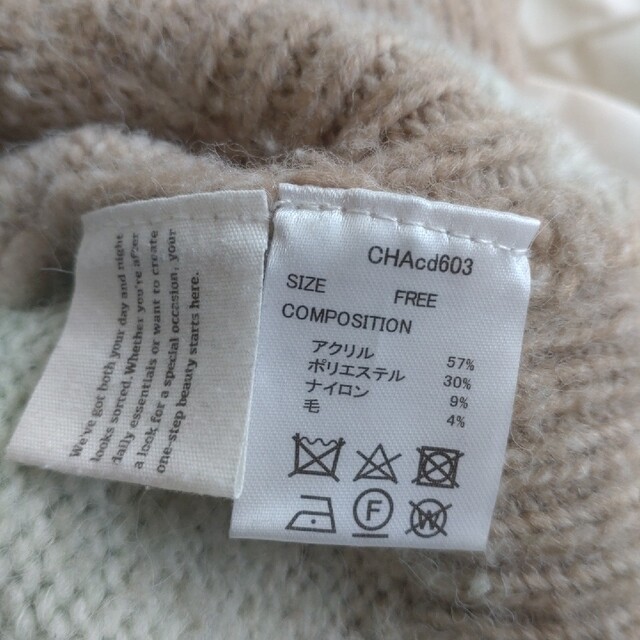 We've got both your day and night
looks sorted. Whether you're after
daily essentials or want to create
a look for a special occasion, your
one-step beauty starts here.
CHAcd603
SIZE FREE
COMPOSITION
アクリル 57%
ポリエステル 30%
ナイロン 9%
毛 4%
F W